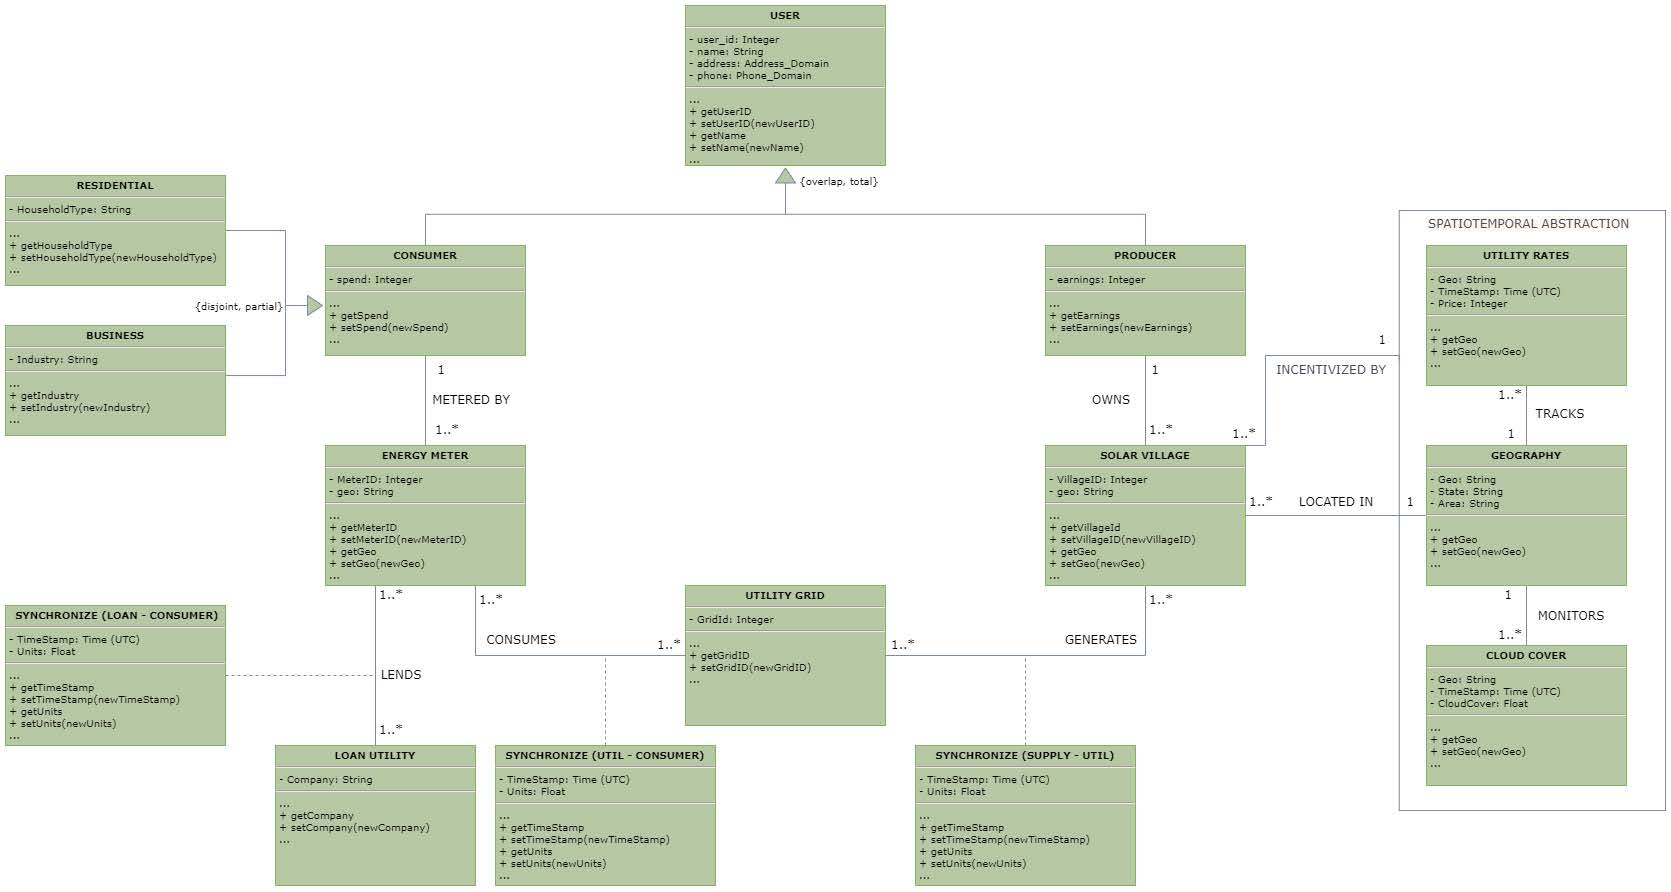 USER
- user_id: Integer
- name: String
- address: Address_Domain
- phone: Phone_Domain
...
+ getUserID
+ setUserID(newUserID)
+ getName
+ setName(newName)
...
{overlap, total}
RESIDENTIAL
- HouseholdType: String
...
+ getHouseholdType
+ setHouseholdType(newHouseholdType)
...
{disjoint, partial}
BUSINESS
- Industry: String
...
+ getIndustry
+ setIndustry(newIndustry)
...
CONSUMER
- spend: Integer
...
+ getSpend
+ setSpend(newSpend)
...
PRODUCER
- earnings: Integer
...
+ getEarnings
+ setEarnings(newEarnings)
...
SPATIOTEMPORAL ABSTRACTION
UTILITY RATES
- Geo: String
- TimeStamp: Time (UTC)
- Price: Integer
...
+ getGeo
+ setGeo(newGeo)
...
1
METERED BY
1..*
1
OWNS
1..*
1
INCENTIVIZED BY
1..*
1..*
TRACKS
1
ENERGY METER
- MeterID: Integer
- geo: String
...
+ getMeterID
+ setMeterID(newMeterID)
+ getGeo
+ setGeo(newGeo)
...
SOLAR VILLAGE
- VillageID: Integer
- geo: String
...
+ getVillageId
+ setVillageID(newVillageID)
+ getGeo
+ setGeo(newGeo)
...
1..*
LOCATED IN
1
GEOGRAPHY
- Geo: String
- State: String
- Area: String
...
+ getGeo
+ setGeo(newGeo)
...
1
MONITORS
1..*
CLOUD COVER
- Geo: String
- TimeStamp: Time (UTC)
- CloudCover: Float
...
+ getGeo
+ setGeo(newGeo)
...
SYNCHRONIZE (LOAN - CONSUMER)
- TimeStamp: Time (UTC)
- Units: Float
...
+ getTimeStamp
+ setTimeStamp(newTimeStamp)
+ getUnits
+ setUnits(newUnits)
...
1..*
LENDS
1..*
1..*
CONSUMES
1..*
UTILITY GRID
- GridId: Integer
...
+ getGridID
+ setGridID(newGridID)
...
1..*
GENERATES
1..*
LOAN UTILITY
- Company: String
...
+ getCompany
+ setCompany(newCompany)
...
SYNCHRONIZE (UTIL - CONSUMER)
- TimeStamp: Time (UTC)
- Units: Float
...
+ getTimeStamp
+ setTimeStamp(newTimeStamp)
+ getUnits
+ setUnits(newUnits)
...
SYNCHRONIZE (SUPPLY - UTIL)
- TimeStamp: Time (UTC)
- Units: Float
...
+ getTimeStamp
+ setTimeStamp(newTimeStamp)
+ getUnits
+ setUnits(newUnits)
...